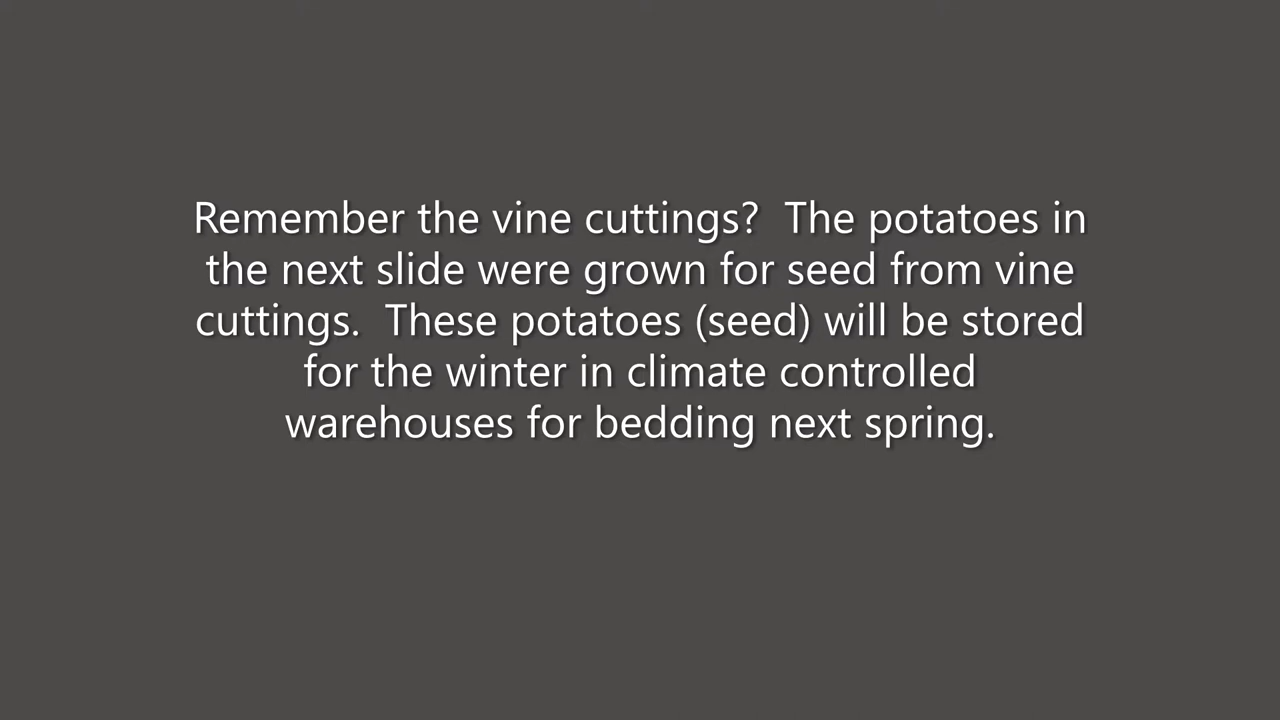 Remember the vine cuttings?  The potatoes in
the next slide were grown for seed from vine
cuttings.  These potatoes (seed) will be stored
for the winter in climate controlled
warehouses for bedding next spring.